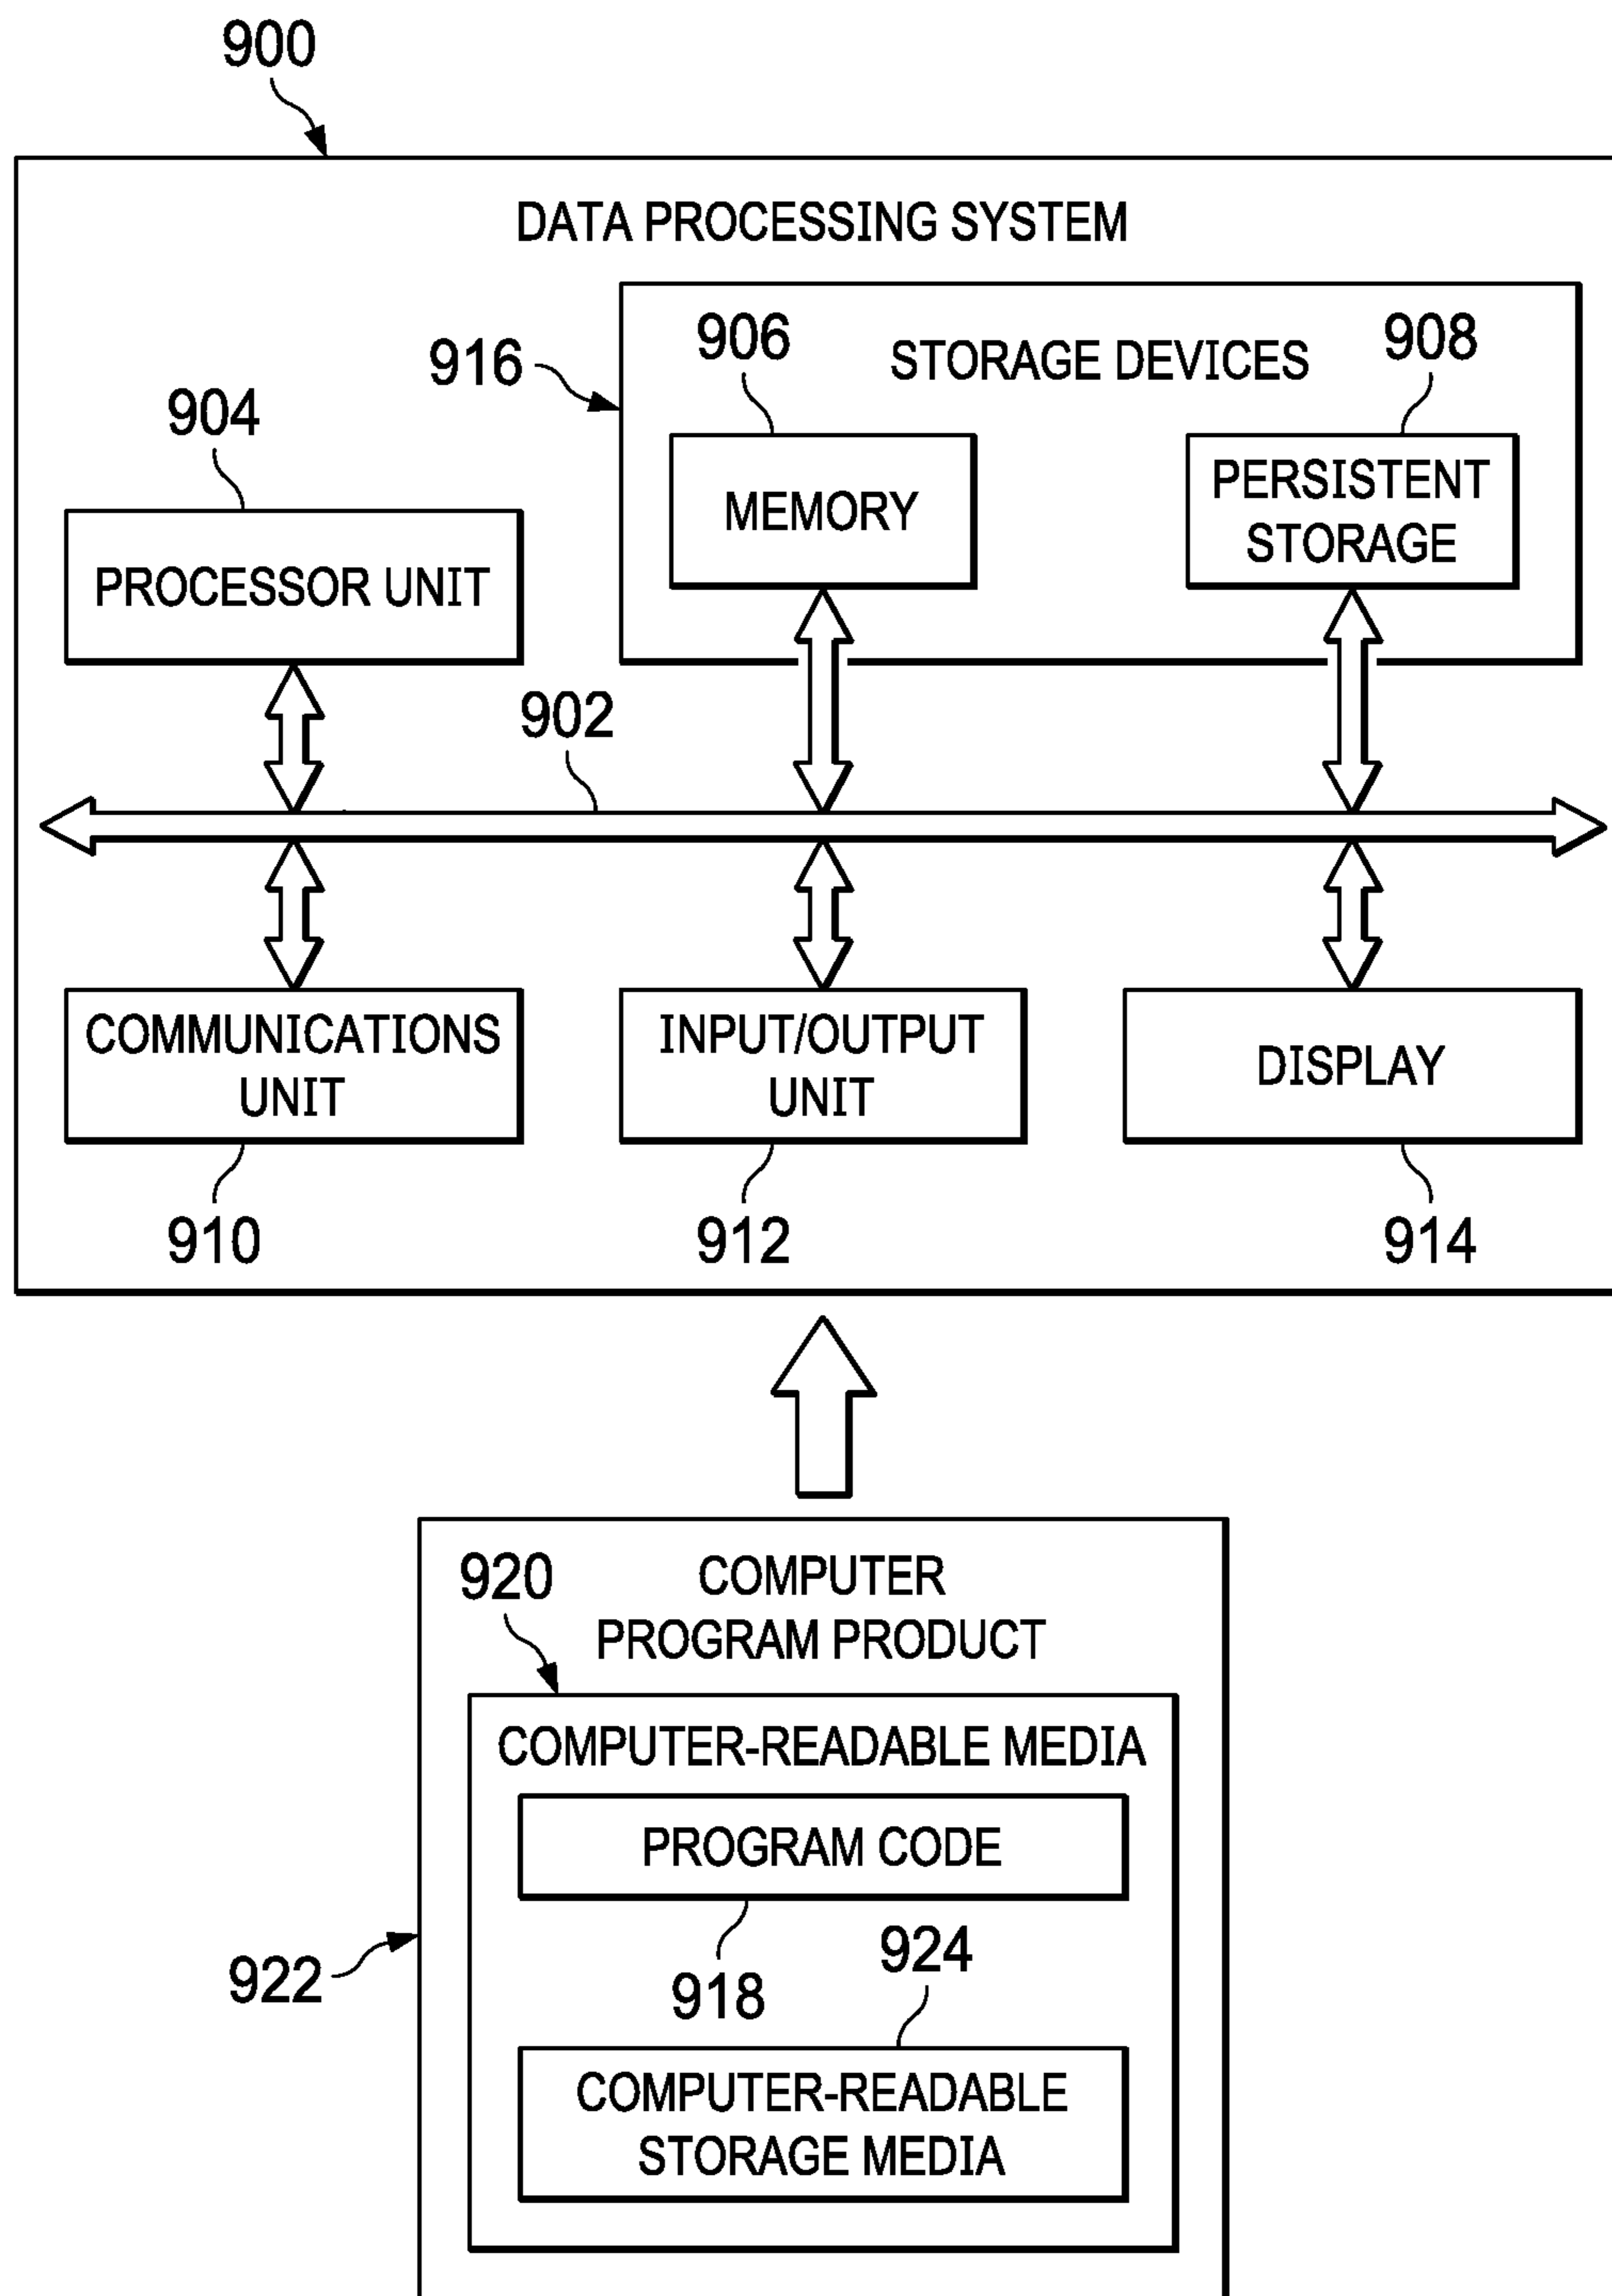 900
DATA PROCESSING SYSTEM
916
906
STORAGE DEVICES
908
904
MEMORY
PERSISTENT
STORAGE
PROCESSOR UNIT
902
COMMUNICATIONS
UNIT
INPUT/OUTPUT
UNIT
DISPLAY
910
912
914
920
COMPUTER
PROGRAM PRODUCT
COMPUTER-READABLE MEDIA
PROGRAM CODE
922
918
924
COMPUTER-READABLE
STORAGE MEDIA